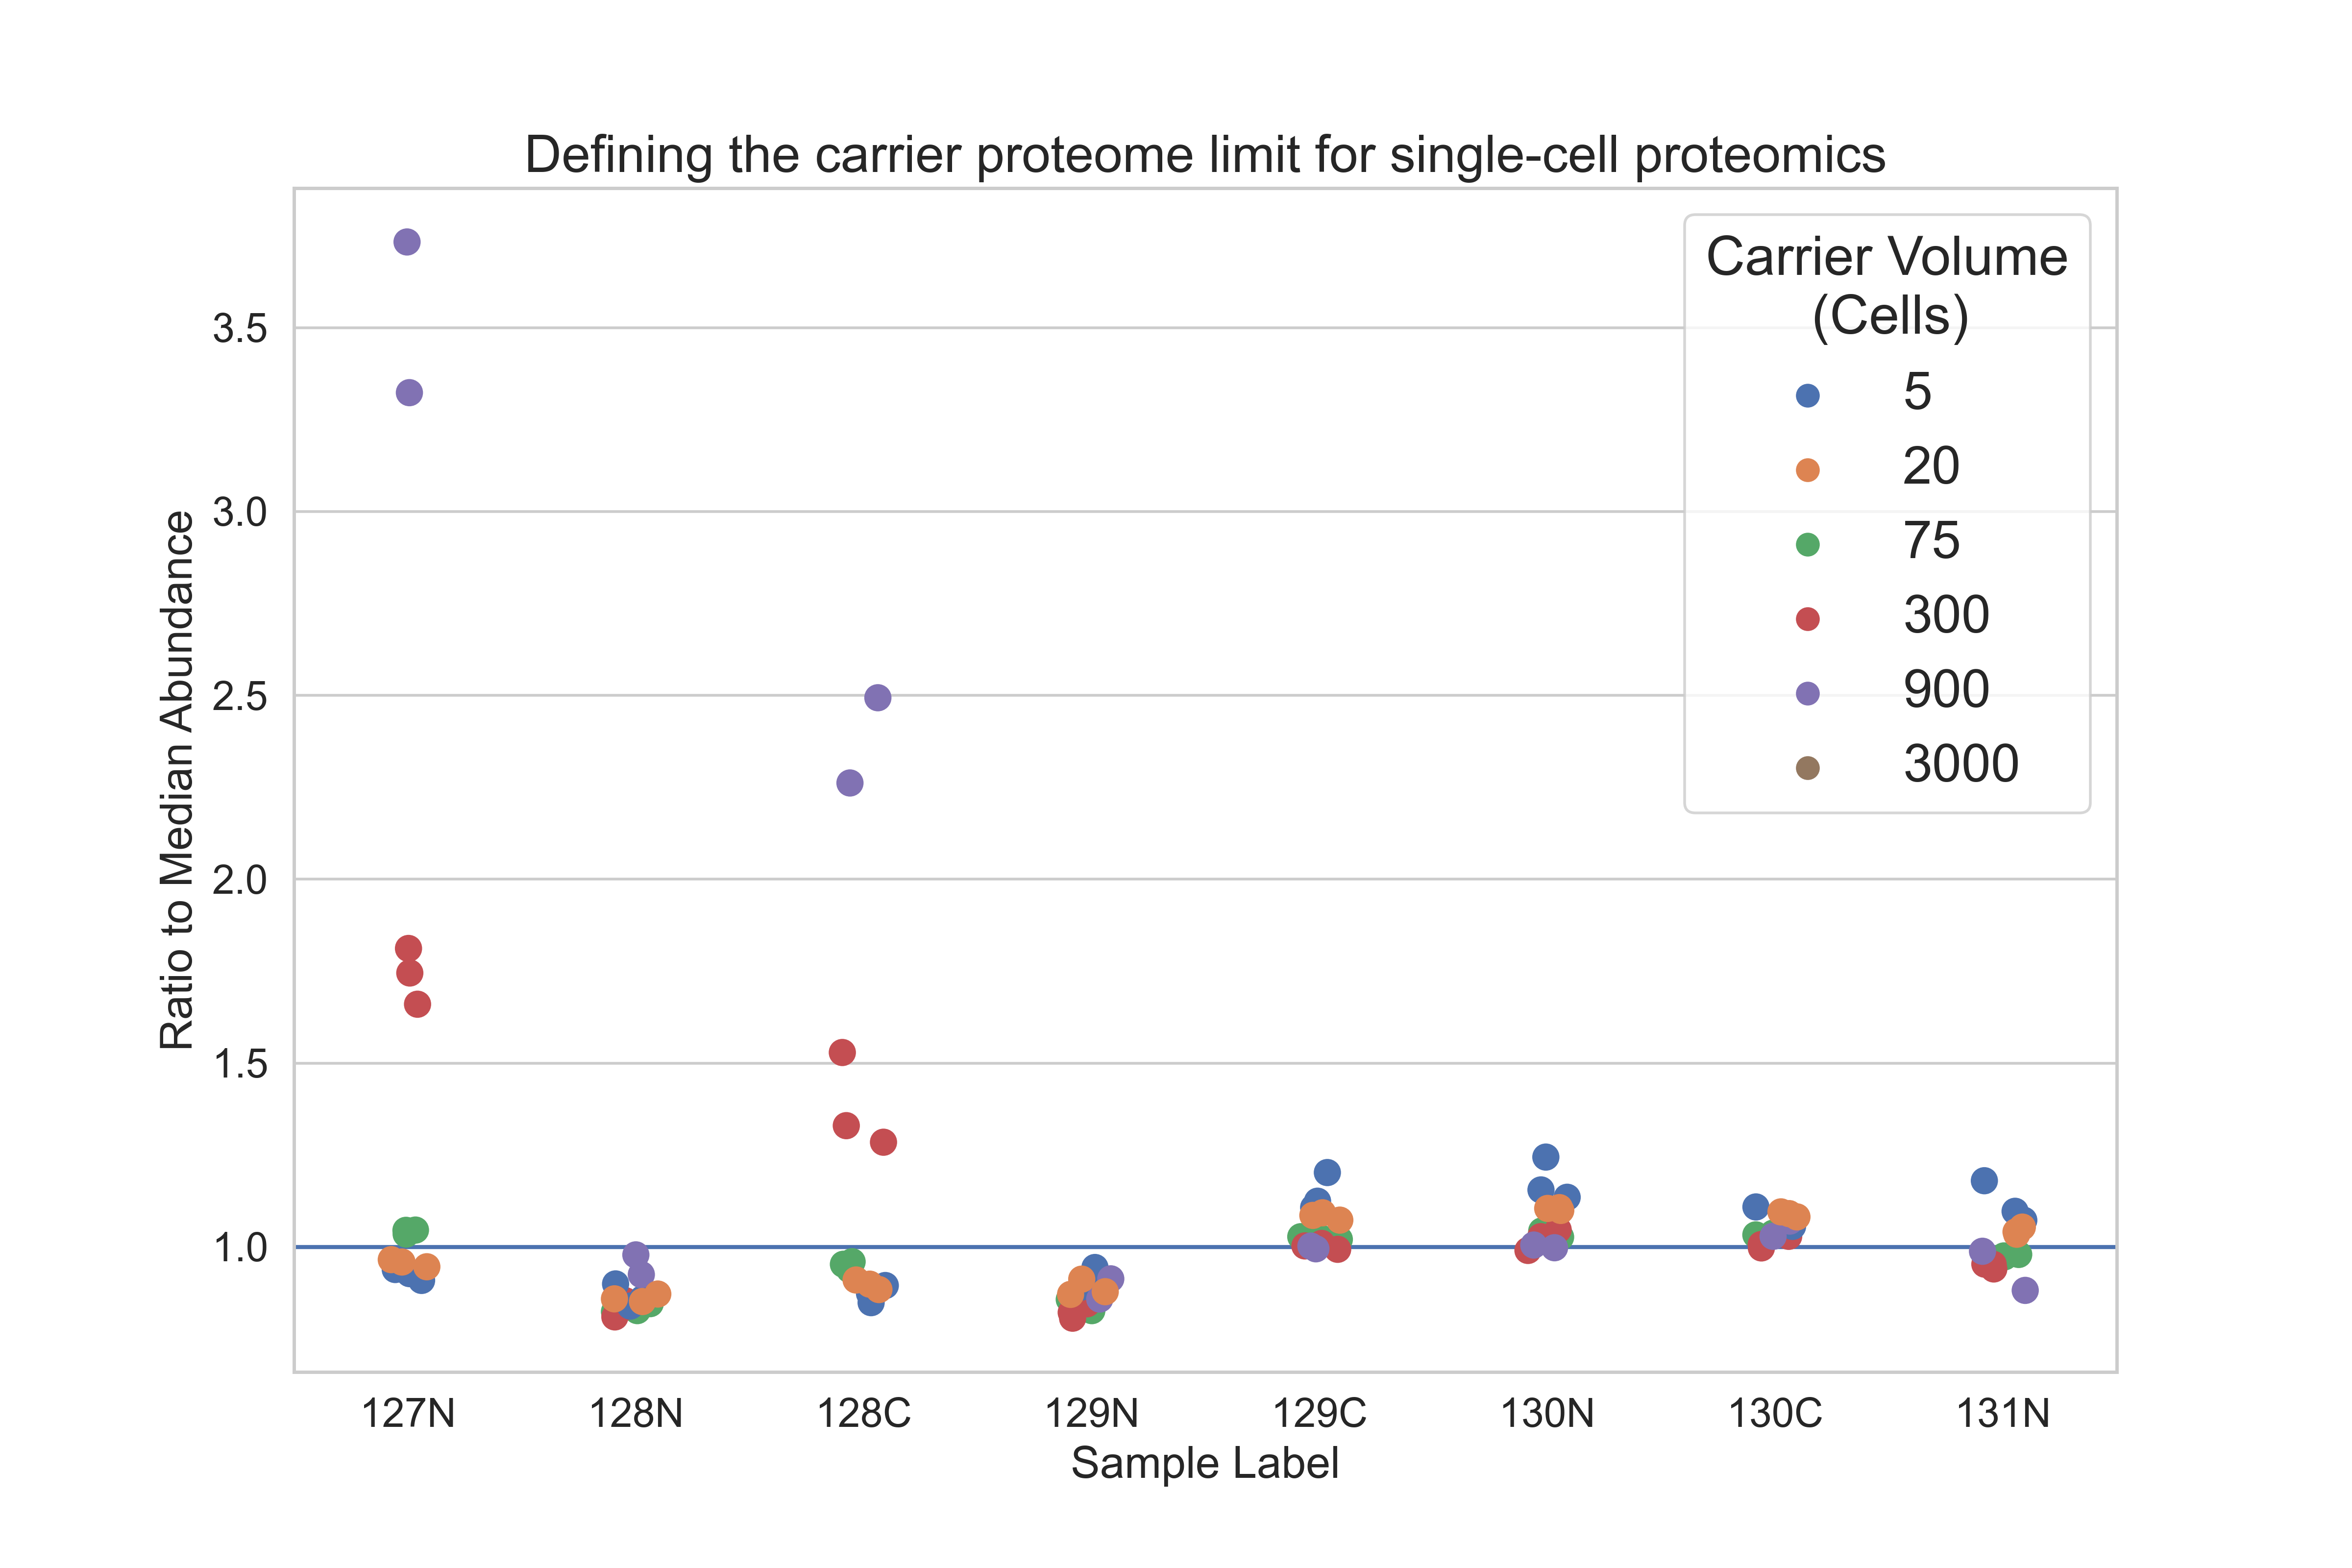 Defining the carrier proteome limit for single-cell proteomics
Carrier Volume
(Cells)
5
20
75
300
900
3000
Ratio to Median Abundance
3.5
3.0
2.5
2.0
1.5
1.0
127N 128N 128C 129N 129C 130N 130C 131N
Sample Label